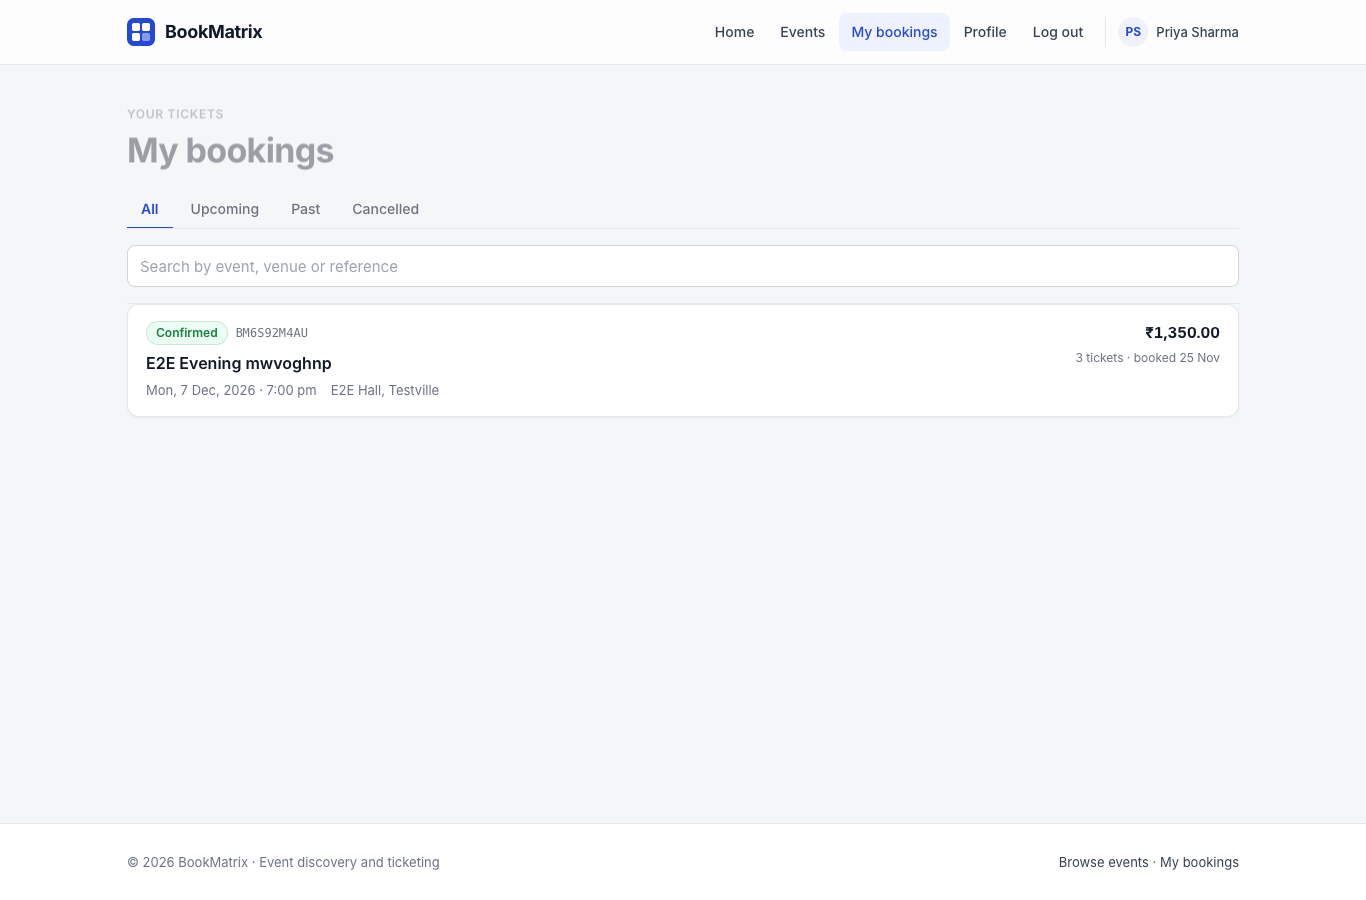 BookMatrix
Home Events My bookings Profile Log out PS Priya Sharma
YOUR TICKETS
My bookings
All Upcoming Past Cancelled
Search by event, venue or reference
Confirmed BM6S92M4AU ₹1,350.00
E2E Evening mwvoghnp 3 tickets · booked 25 Nov
Mon, 7 Dec, 2026 · 7:00 pm E2E Hall, Testville
© 2026 BookMatrix · Event discovery and ticketing Browse events · My bookings